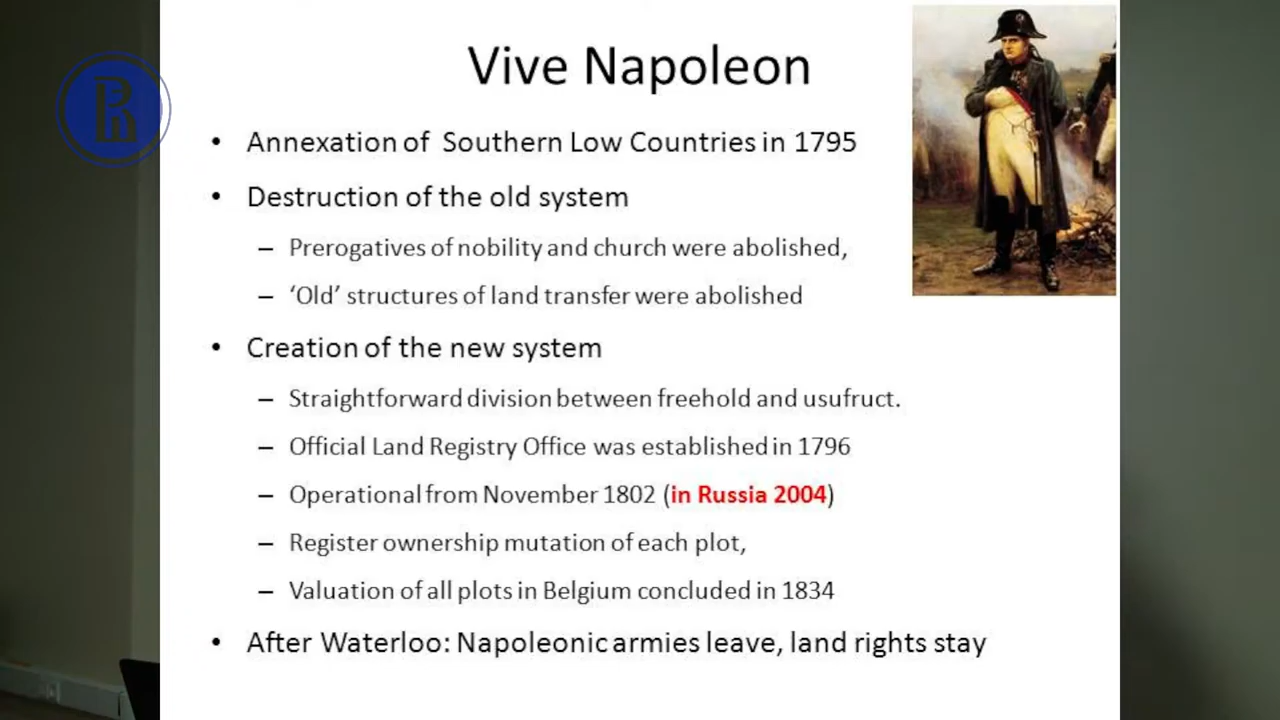 Vive Napoleon
• Annexation of Southern Low Countries in 1795
• Destruction of the old system
– Prerogatives of nobility and church were abolished,
– ‘Old’ structures of land transfer were abolished
• Creation of the new system
– Straightforward division between freehold and usufruct.
– Official Land Registry Office was established in 1796
– Operational from November 1802 (in Russia 2004)
– Register ownership mutation of each plot,
– Valuation of all plots in Belgium concluded in 1834
• After Waterloo: Napoleonic armies leave, land rights stay